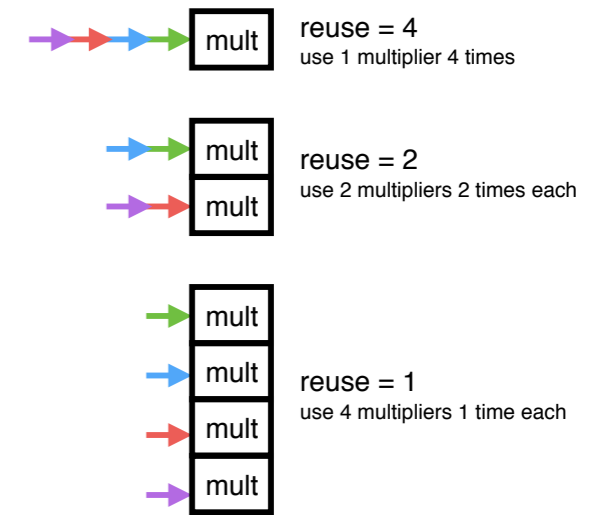 mult
reuse = 4
use 1 multiplier 4 times
mult
mult
reuse = 2
use 2 multipliers 2 times each
mult
mult
mult
mult
reuse = 1
use 4 multipliers 1 time each